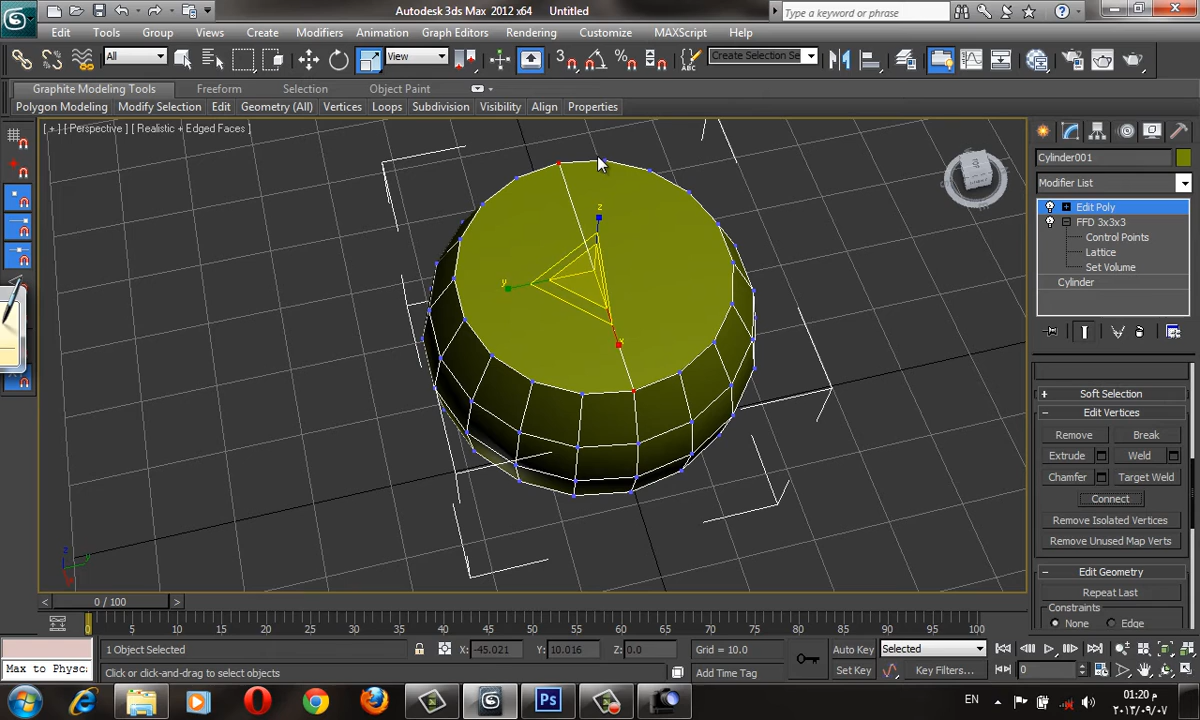 Autodesk 3ds Max 2012 x64 Untitled
Type a keyword or phrase
Edit Tools Group Views Create Modifiers Animation Graph Editors Rendering Customize MAXScript Help
All View Create Selection Se
Graphite Modeling Tools Freeform Selection Object Paint
Polygon Modeling Modify Selection Edit Geometry (All) Vertices Loops Subdivision Visibility Align Properties
[ + ] [ Perspective ] [ Realistic + Edged Faces ]
Cylinder001
Modifier List
Edit Poly
FFD 3x3x3
Control Points
Lattice
Set Volume
Cylinder
z
y
x
Soft Selection
Edit Vertices
Remove Break
Extrude Weld
Chamfer Target Weld
Connect
Remove Isolated Vertices
Remove Unused Map Verts
Edit Geometry
Repeat Last
Constraints
None Edge
z
y
0 / 100
0 5 10 15 20 25 30 35 40 45 50 55 60 65 70 75 80 85 90 95 100
1 Object Selected X: -45.021 Y: 10.016 Z: 0.0 Grid = 10.0 Auto Key Selected
Max to Physc Click or click-and-drag to select objects Add Time Tag Set Key Key Filters... 0
EN 01:20 م
٢٠١٣/٠٩/٠٧